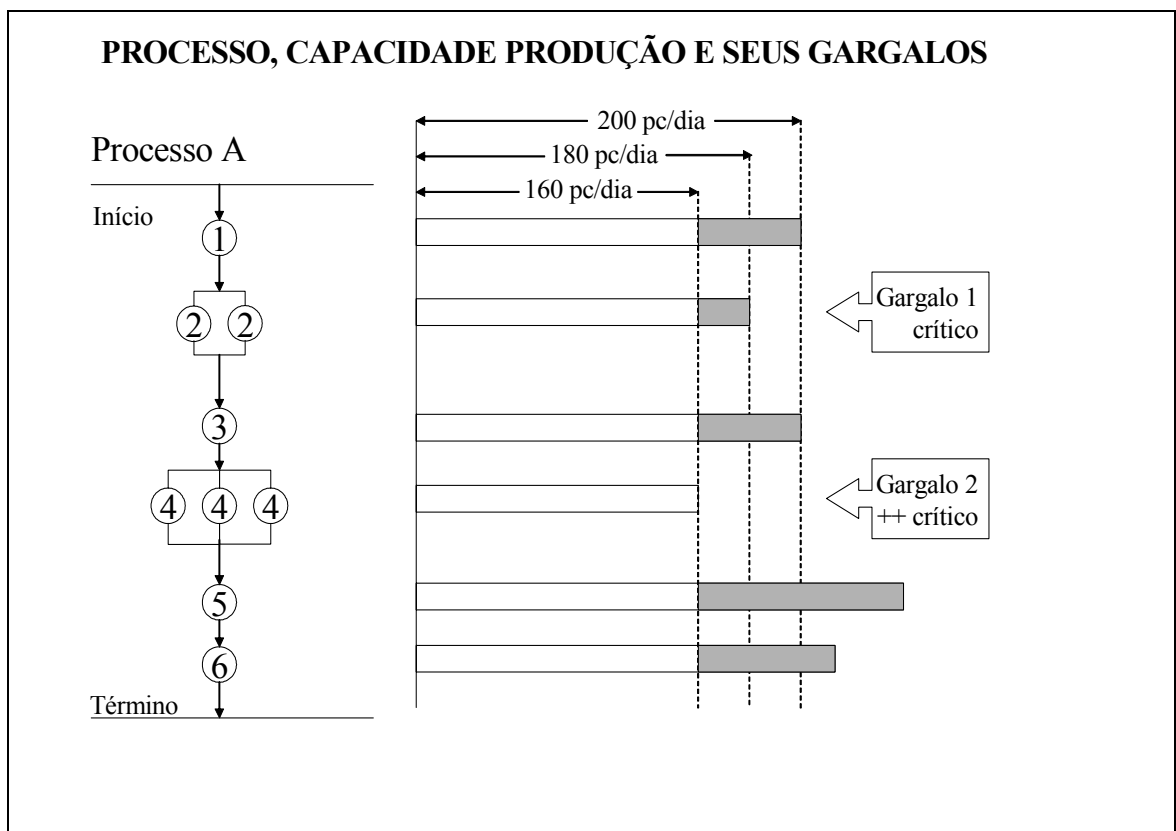 PROCESSO, CAPACIDADE PRODUÇÃO E SEUS GARGALOS
200 pc/dia
Processo A
180 pc/dia
160 pc/dia
Início
1
Gargalo 1
crítico
2 2
3
Gargalo 2
++ crítico
4 4 4
5
6
Término